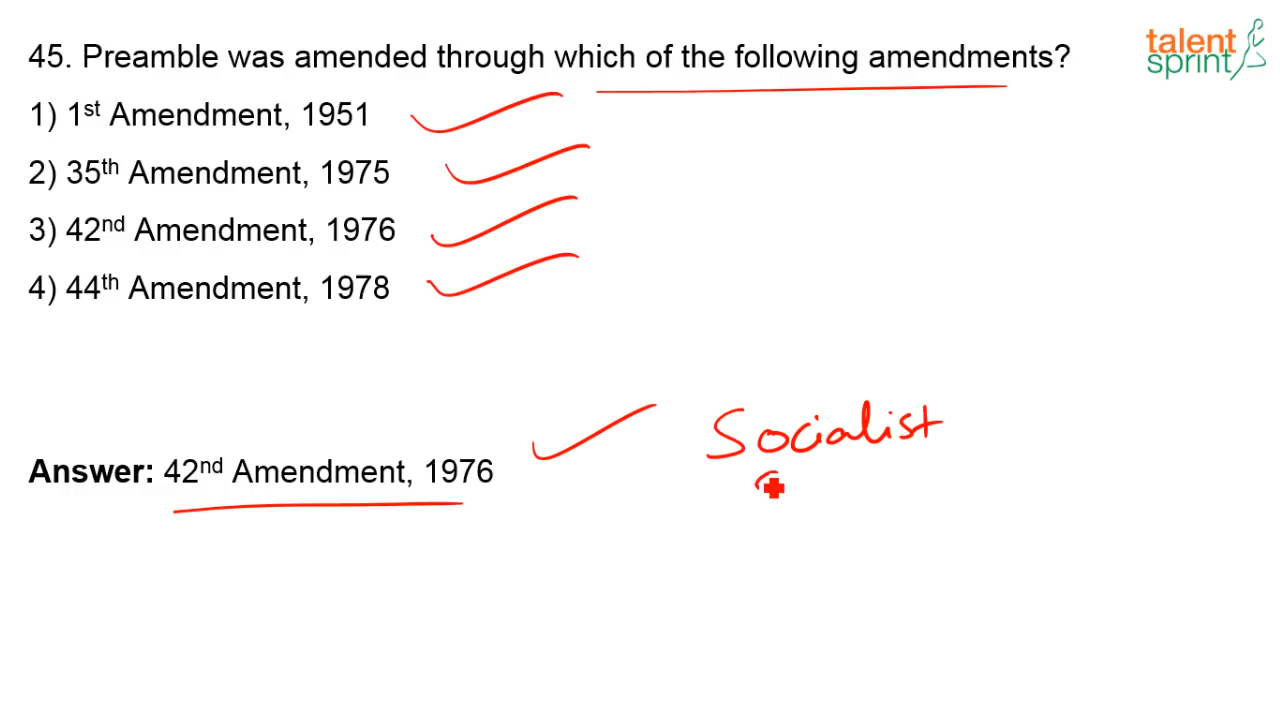 45. Preamble was amended through which of the following amendments?
talent
sprint
1) 1st Amendment, 1951
2) 35th Amendment, 1975
3) 42nd Amendment, 1976
4) 44th Amendment, 1978
Socialist
Answer: 42nd Amendment, 1976